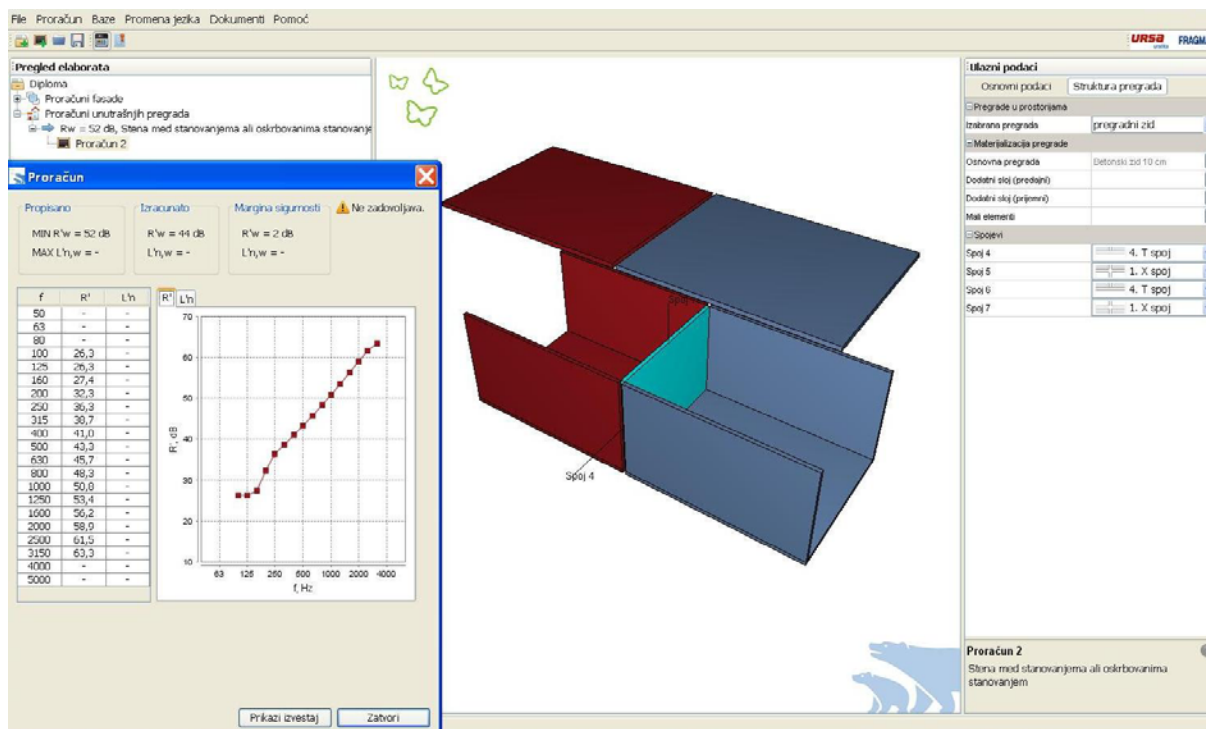 File Proračun Baze Promena jezika Dokumenti Pomoć
URSA
uralita
FRAGMA
Pregled elaborata
Diploma
Proračuni fasade
Proračuni unutrašnjih pregrada
Rw = 52 dB, Stena med stanovanjema ali oskrbovanima stanovanje
Proračun 2
Proračun
Propisano
MIN R'w = 52 dB
MAX L'n,w = -
Izracunato
R'w = 44 dB
L'n,w = -
Margina sigurnosti
R'w = 2 dB
L'n,w = -
Ne zadovoljava.
f R' L'n
50 - -
63 - -
80 - -
100 26,3 -
125 26,3 -
160 27,4 -
200 32,3 -
250 36,3 -
315 38,7 -
400 41,0 -
500 43,3 -
630 45,7 -
800 48,3 -
1000 50,8 -
1250 53,4 -
1600 56,2 -
2000 58,9 -
2500 61,5 -
3150 63,3 -
4000 - -
5000 - -
R' L'n
70
60
50
40
30
20
10
R', dB
63 125 250 500 1000 2000 4000
f, Hz
Prikazi izvestaj
Zatvori
Spoj
Spoj 4
Ulazni podaci
Osnovni podaci
Struktura pregrada
Pregrade u prostorijama
Izabrana pregrada pregradni zid
Materijalizacija pregrade
Osnovna pregrada Betonski zid 10 cm
Dodatni sloj (predajni)
Dodatni sloj (prijemni)
Mali elementi
Spojevi
Spoj 4 4. T spoj
Spoj 5 1. X spoj
Spoj 6 4. T spoj
Spoj 7 1. X spoj
Proračun 2
Stena med stanovanjema ali oskrbovanima
stanovanjem